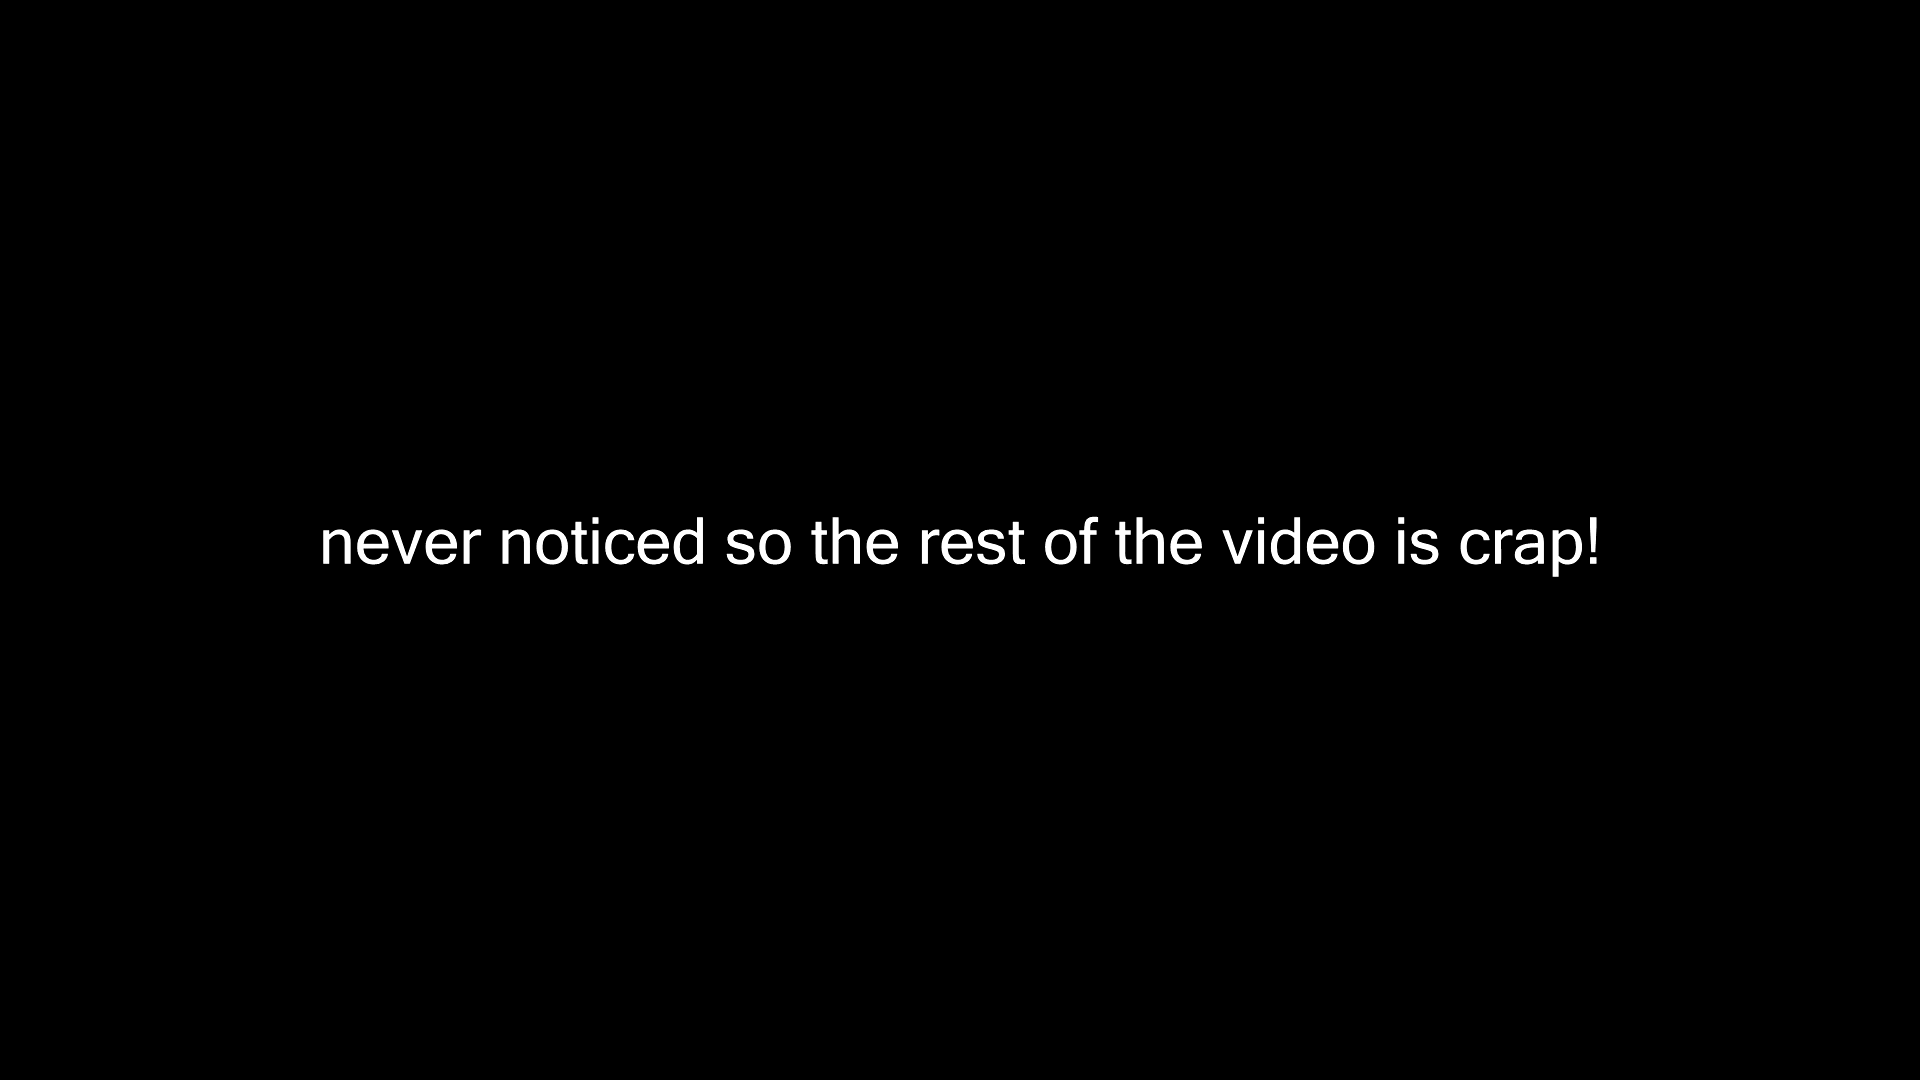 never noticed so the rest of the video is crap!